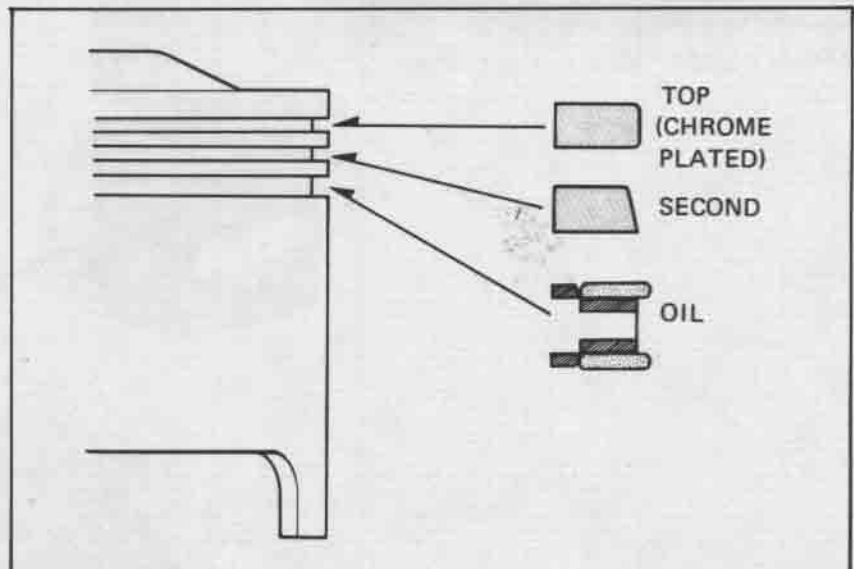 TOP
(CHROME
PLATED)
SECOND
OIL